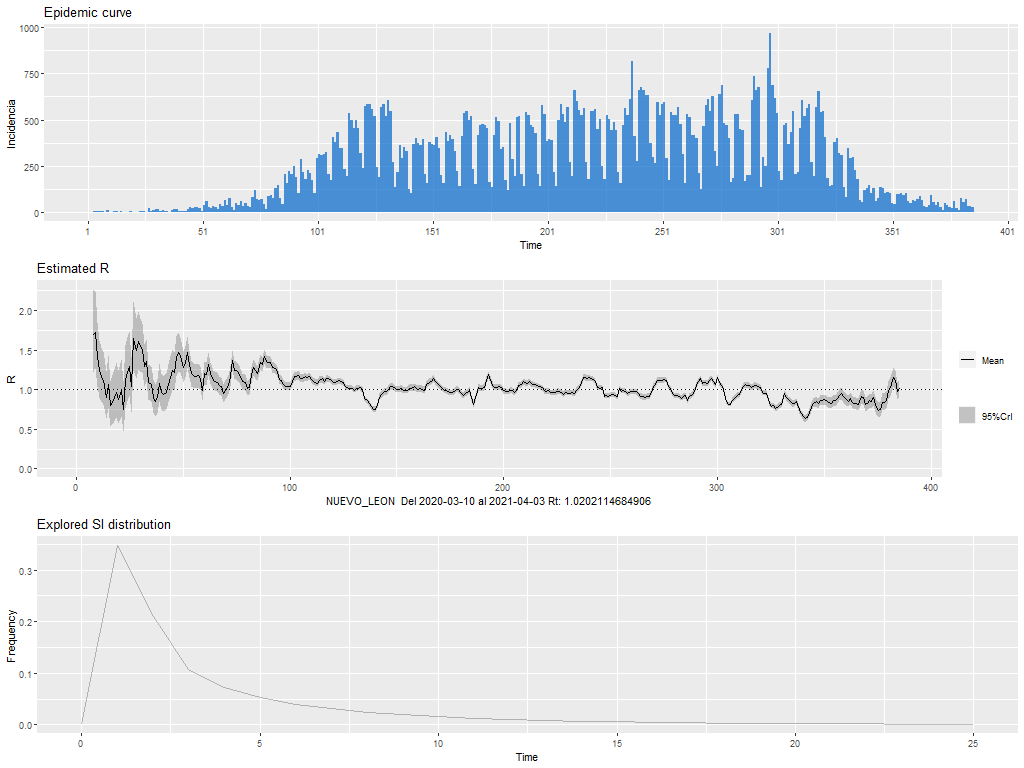 Epidemic curve
1000
750
500
250
0
Incidencia
1 51 101 151 201 251 301 351 401
Time
Estimated R
2.0
1.5
1.0
0.5
0.0
R
0 100 200 300 400
NUEVO_LEON Del 2020-03-10 al 2021-04-03 Rt: 1.0202114684906
Mean
95%CrI
Explored SI distribution
0.3
0.2
0.1
0.0
Frequency
0 5 10 15 20 25
Time